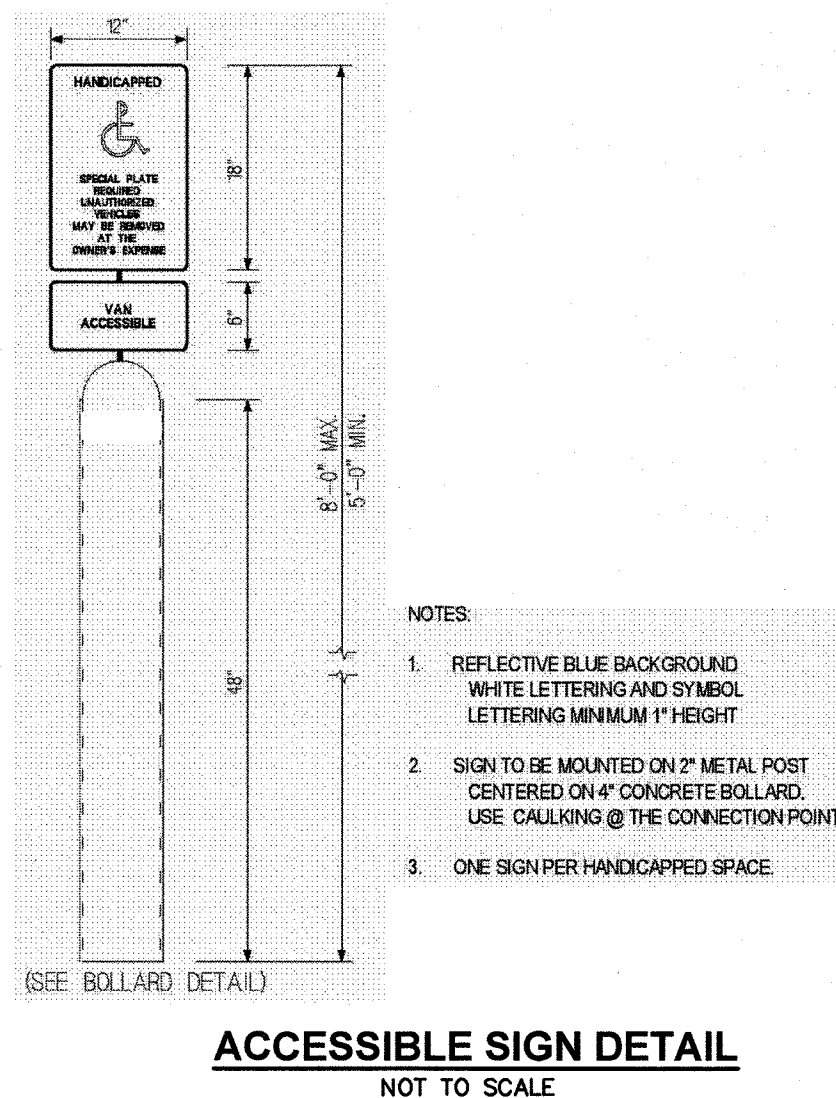 12"
HANDICAPPED
SPECIAL PLATE
REQUIRED
UNAUTHORIZED
VEHICLES
MAY BE REMOVED
AT THE
OWNER'S EXPENSE
18"
VAN
ACCESSIBLE
6"
8'-0" MAX.
5'-0" MIN.
48"
NOTES:
1. REFLECTIVE BLUE BACKGROUND
WHITE LETTERING AND SYMBOL
LETTERING MINIMUM 1" HEIGHT
2. SIGN TO BE MOUNTED ON 2" METAL POST
CENTERED ON 4" CONCRETE BOLLARD.
USE CAULKING @ THE CONNECTION POINT
3. ONE SIGN PER HANDICAPPED SPACE.
(SEE BOLLARD DETAIL)
ACCESSIBLE SIGN DETAIL
NOT TO SCALE